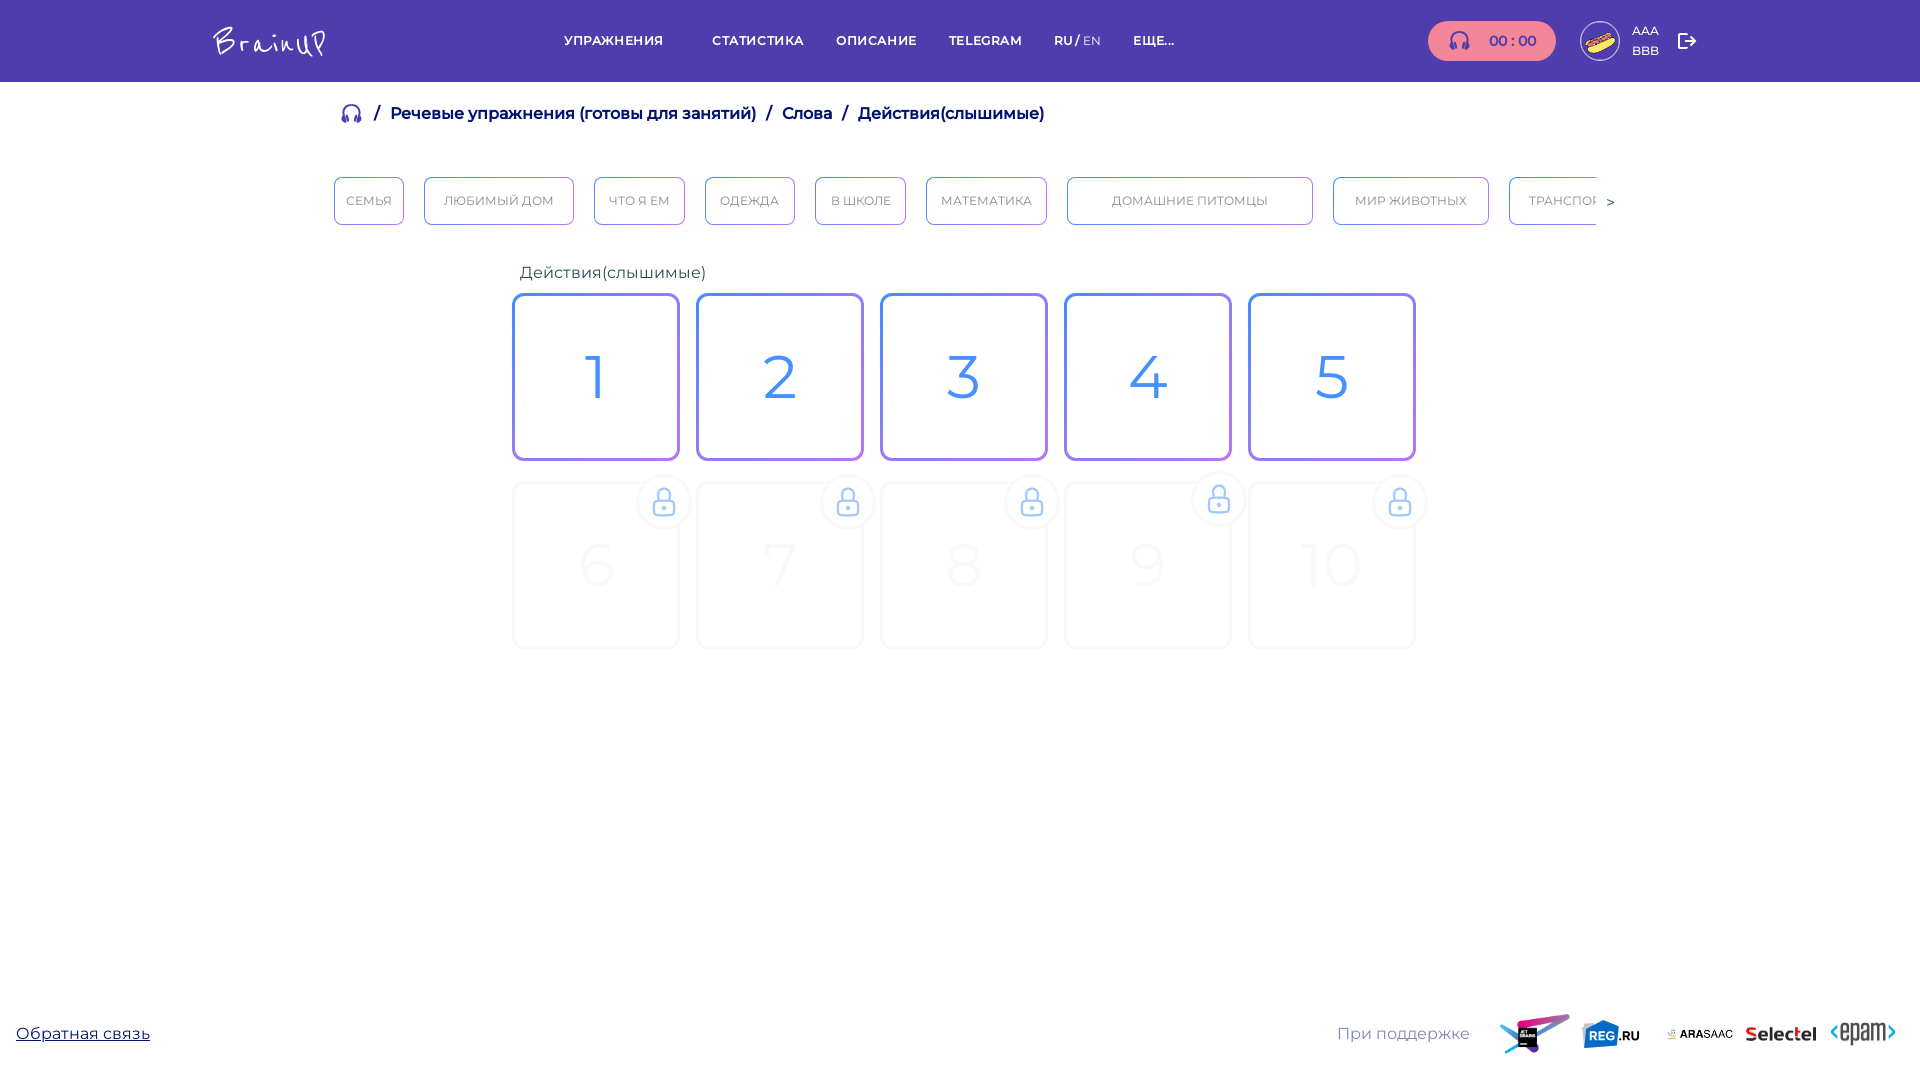 BrainUP УПРАЖНЕНИЯ СТАТИСТИКА ОПИСАНИЕ TELEGRAM RU / EN ЕЩЕ... 00 : 00 AAA BBB
/ Речевые упражнения (готовы для занятий) / Слова / Действия(слышимые)
СЕМЬЯ ЛЮБИМЫЙ ДОМ ЧТО Я ЕМ ОДЕЖДА В ШКОЛЕ МАТЕМАТИКА ДОМАШНИЕ ПИТОМЦЫ МИР ЖИВОТНЫХ ТРАНСПОР >
Действия(слышимые)
1 2 3 4 5
6 7 8 9 10
Обратная связь При поддержке JET BRAINS REG.RU ARASAAC Selectel <epam>